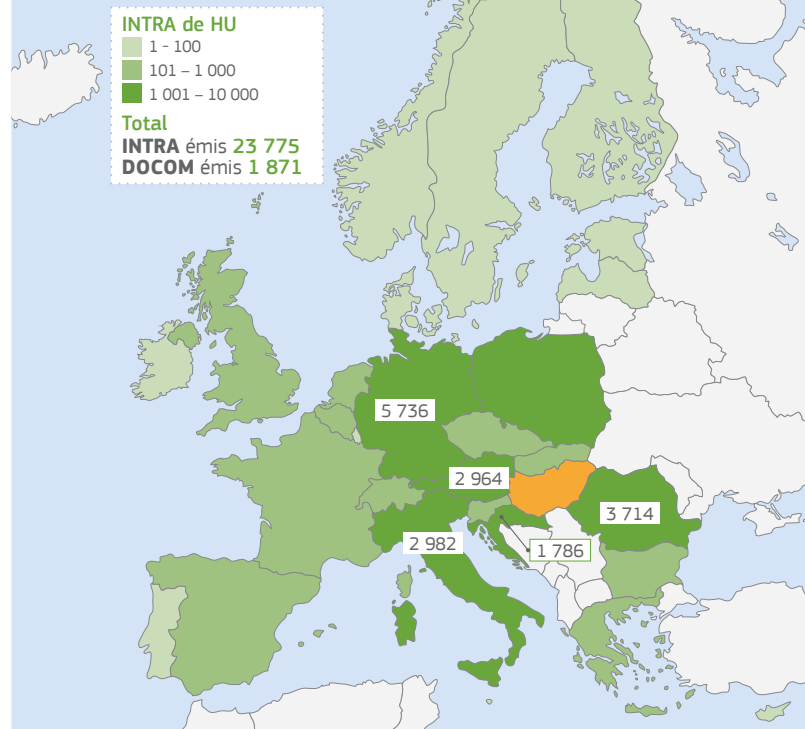 INTRA de HU
1 - 100
101 – 1 000
1 001 – 10 000
Total
INTRA émis 23 775
DOCOM émis 1 871
5 736
2 964
3 714
2 982
1 786